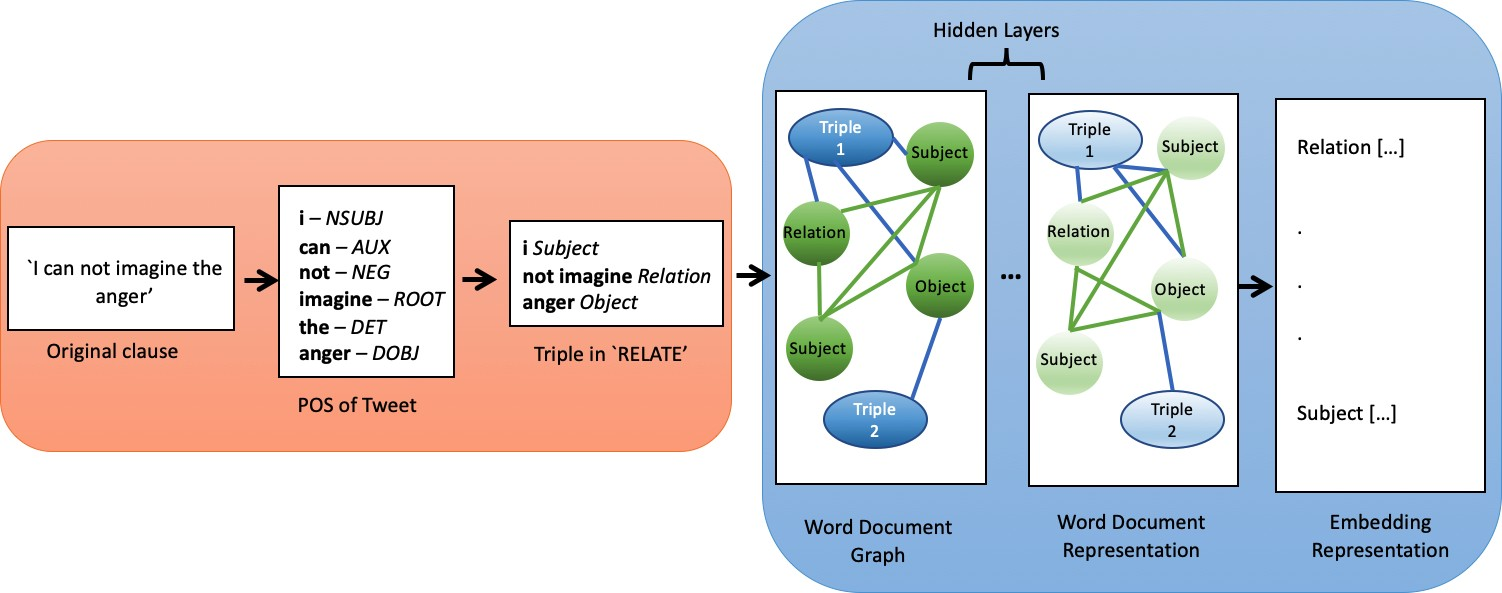 `I can not imagine the
anger’
Original clause
i – NSUBJ
can – AUX
not – NEG
imagine – ROOT
the – DET
anger – DOBJ
POS of Tweet
i Subject
not imagine Relation
anger Object
Triple in `RELATE’
Hidden Layers
Triple
1
Subject
Relation
Object
Subject
Triple
2
Word Document
Graph
...
Triple
1
Subject
Relation
Object
Subject
Triple
2
Word Document
Representation
Relation […]
.
.
.
Subject […]
Embedding
Representation